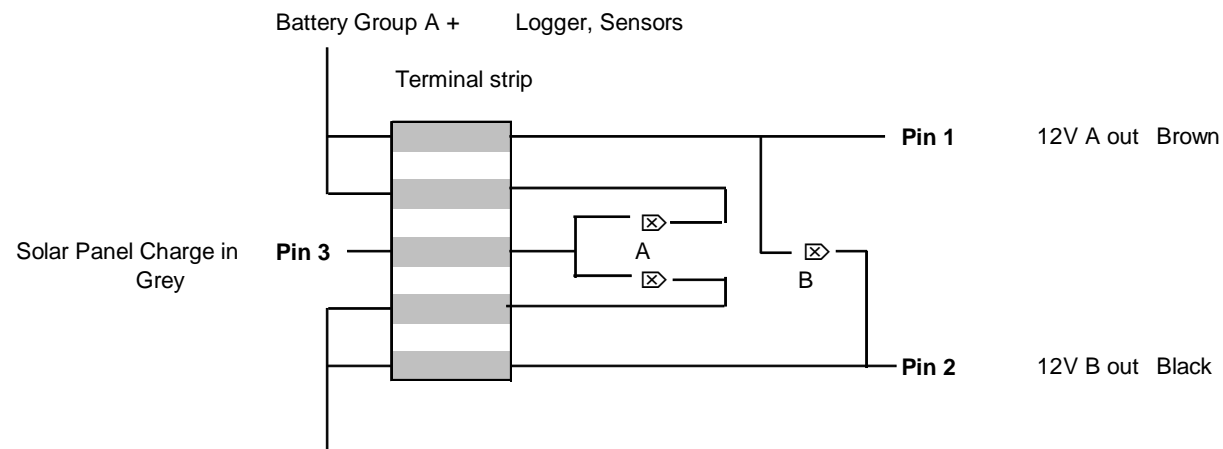 Battery Group A + Logger, Sensors
Terminal strip
Pin 1 12V A out Brown
Solar Panel Charge in Pin 3
Grey
A
B
Pin 2 12V B out Black